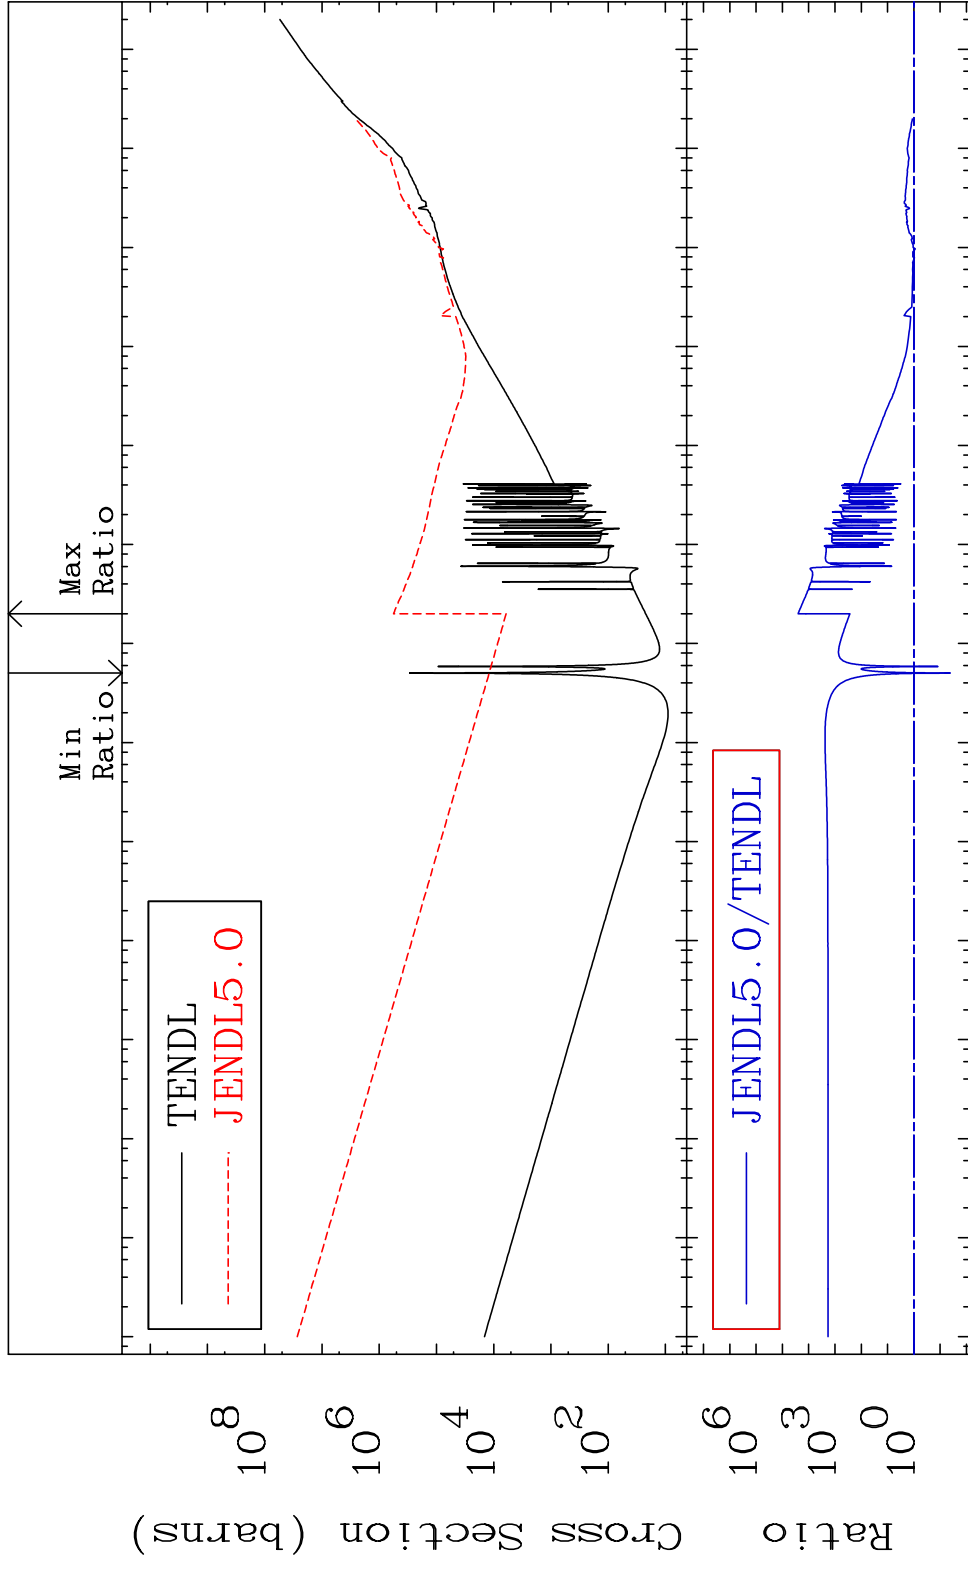 Min
Ratio
Max
Ratio
TENDL
JENDL5.0
10 8
10 6
10 4
10 2
Cross Section (barns)
JENDL5.0/TENDL
10 6
10 3
10 0
Ratio